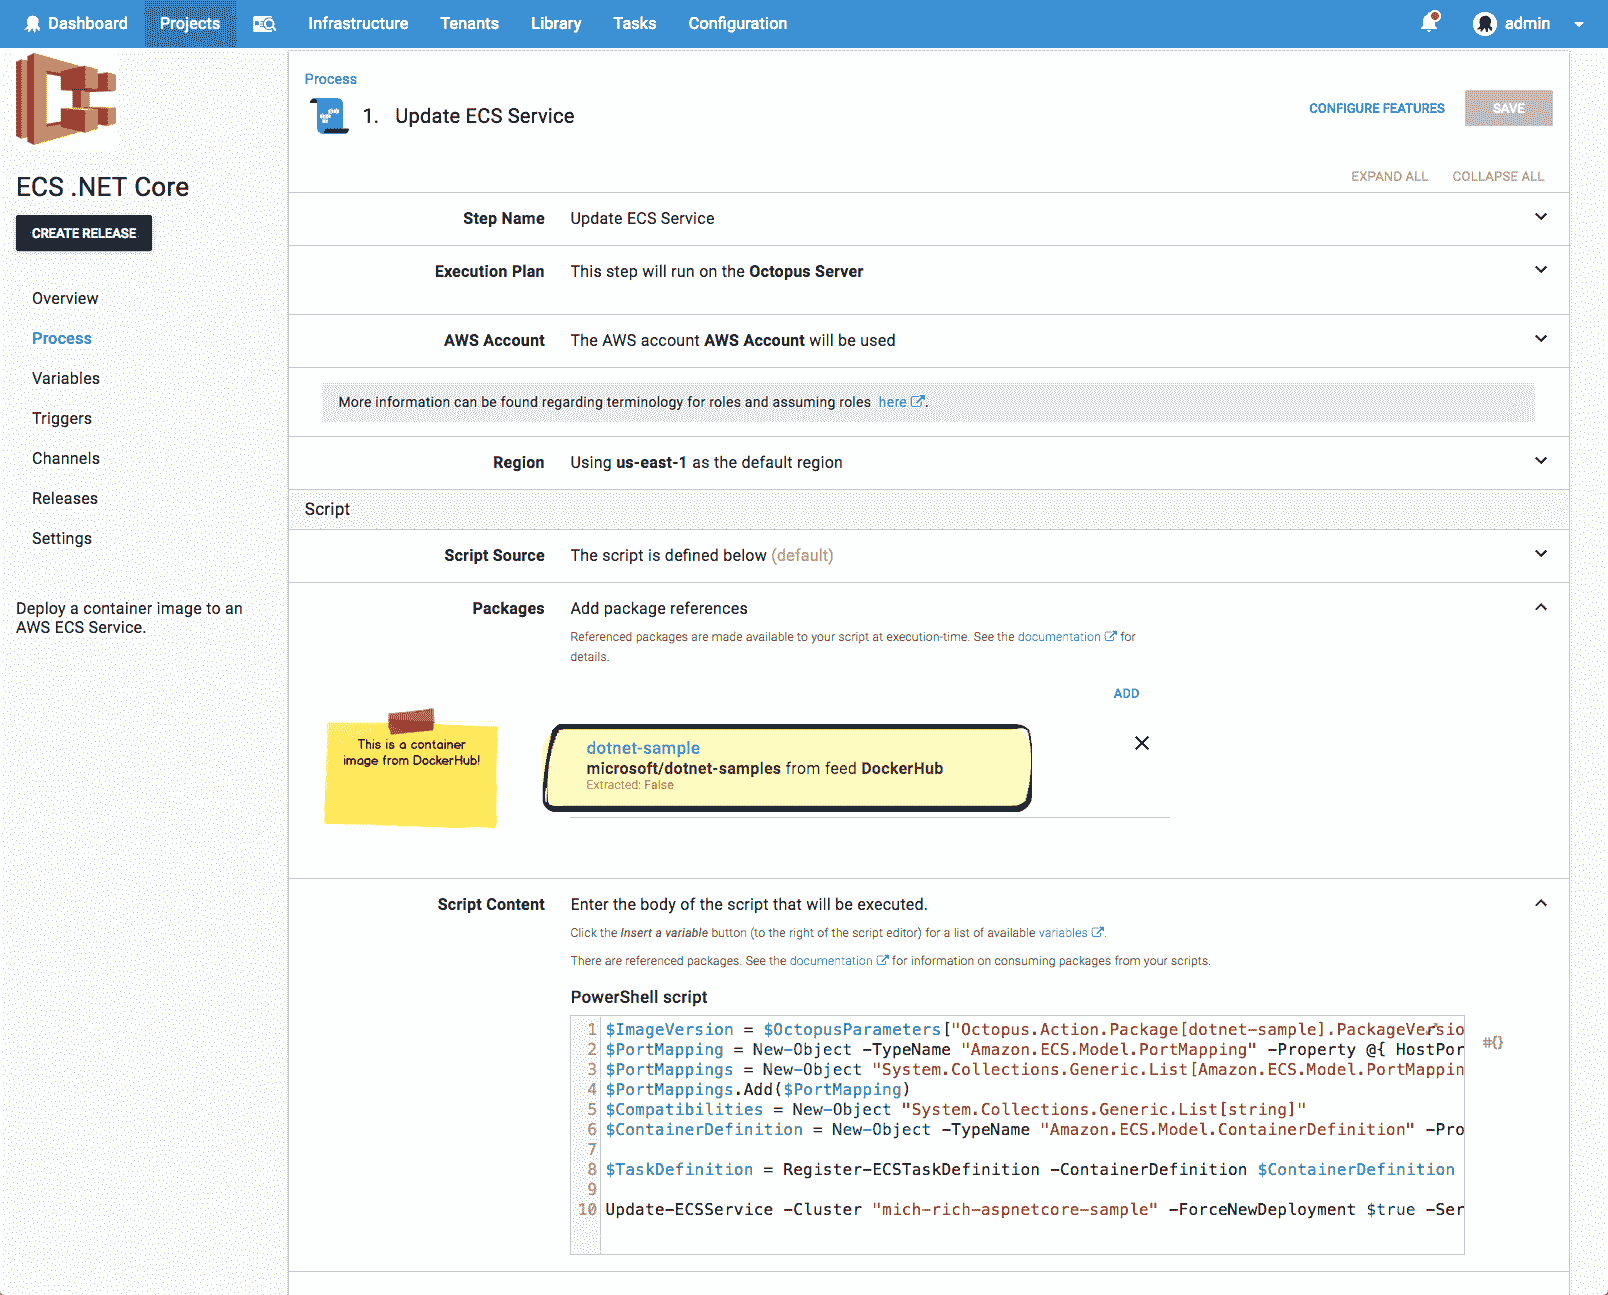 Dashboard Projects Infrastructure Tenants Library Tasks Configuration admin
Process
1. Update ECS Service
CONFIGURE FEATURES SAVE
EXPAND ALL COLLAPSE ALL
ECS .NET Core
CREATE RELEASE
Overview
Process
Variables
Triggers
Channels
Releases
Settings
Deploy a container image to an
AWS ECS Service.
Step Name Update ECS Service
Execution Plan This step will run on the Octopus Server
AWS Account The AWS account AWS Account will be used
More information can be found regarding terminology for roles and assuming roles here.
Region Using us-east-1 as the default region
Script
Script Source The script is defined below (default)
Packages Add package references
Referenced packages are made available to your script at execution-time. See the documentation for
details.
ADD
This is a container
image from DockerHub!
dotnet-sample
microsoft/dotnet-samples from feed DockerHub
Extracted: False
Script Content Enter the body of the script that will be executed.
Click the Insert a variable button (to the right of the script editor) for a list of available variables.
There are referenced packages. See the documentation for information on consuming packages from your scripts.
PowerShell script
1 $ImageVersion = $OctopusParameters["Octopus.Action.Package[dotnet-sample].PackageVersio
2 $PortMapping = New-Object -TypeName "Amazon.ECS.Model.PortMapping" -Property @{ HostPor
3 $PortMappings = New-Object "System.Collections.Generic.List[Amazon.ECS.Model.PortMappin
4 $PortMappings.Add($PortMapping)
5 $Compatibilities = New-Object "System.Collections.Generic.List[string]"
6 $ContainerDefinition = New-Object -TypeName "Amazon.ECS.Model.ContainerDefinition" -Pro
7
8 $TaskDefinition = Register-ECSTaskDefinition -ContainerDefinition $ContainerDefinition
9
10 Update-ECSService -Cluster "mich-rich-aspnetcore-sample" -ForceNewDeployment $true -Ser
#{}